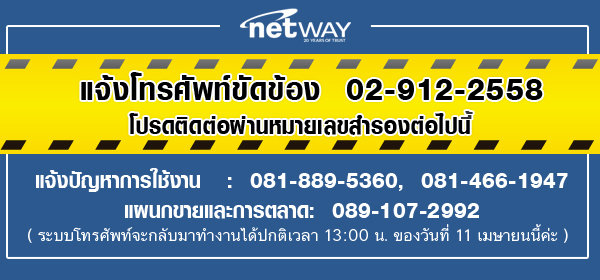 netWAY
20 YEARS OF TRUST
แจ้งโทรศัพท์ขัดข้อง 02-912-2558
โปรดติดต่อผ่านหมายเลขสำรองต่อไปนี้
แจ้งปัญหาการใช้งาน : 081-889-5360, 081-466-1947
แผนกขายและการตลาด: 089-107-2992
( ระบบโทรศัพท์จะกลับมาทำงานได้ปกติเวลา 13:00 น. ของวันที่ 11 เมษายนนี้ค่ะ )